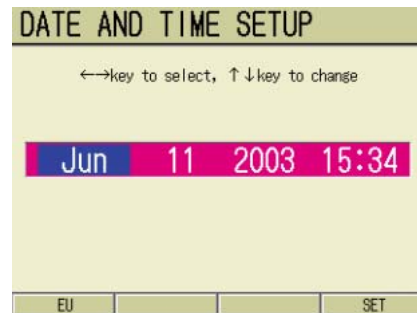 DATE AND TIME SETUP
←→key to select, ↑↓key to change
Jun 11 2003 15:34
EU SET